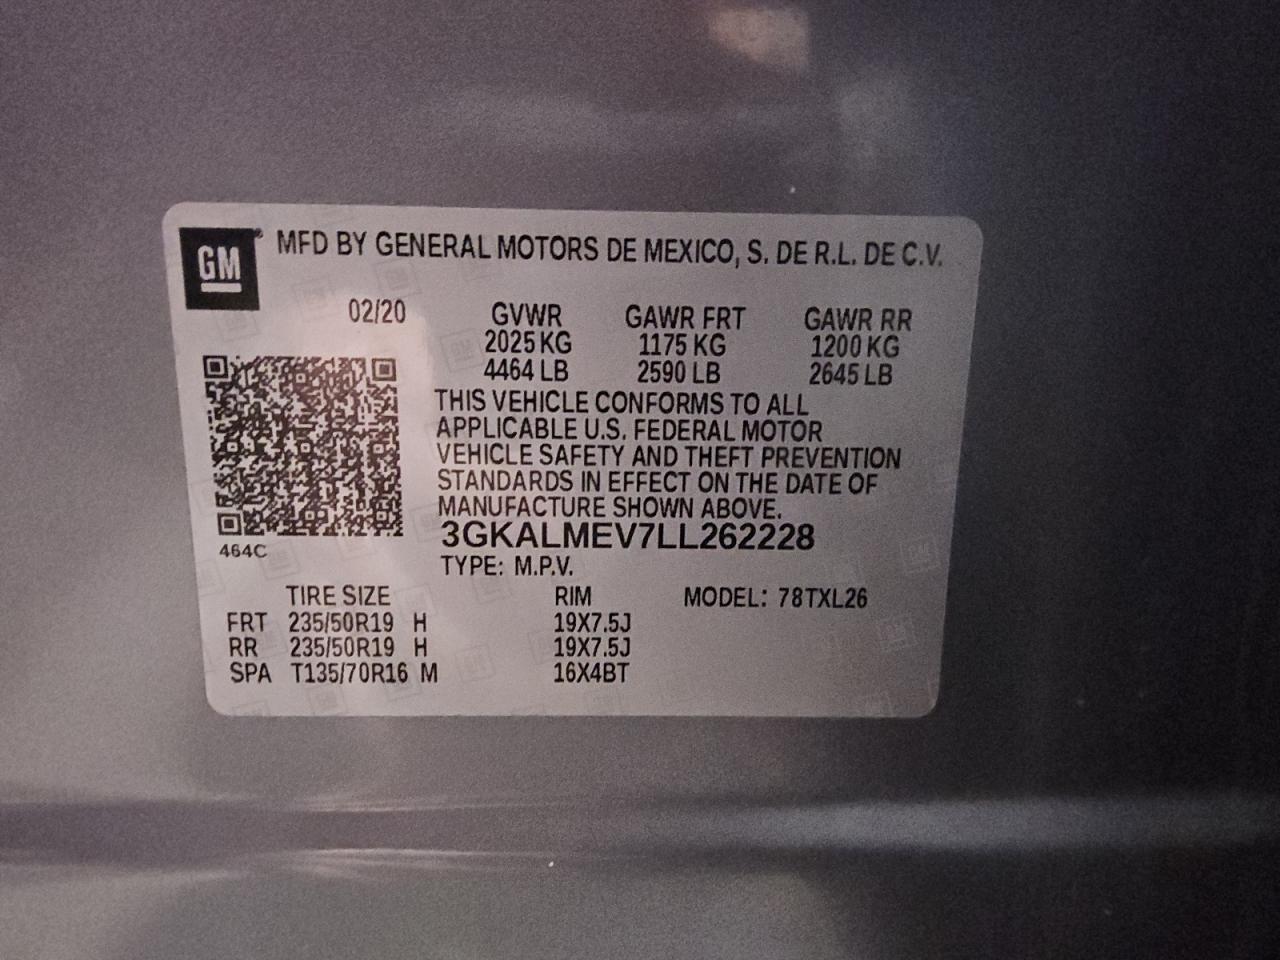 GM
MFD BY GENERAL MOTORS DE MEXICO, S. DE R.L. DE C.V.
02/20 GVWR GAWR FRT GAWR RR
2025 KG 1175 KG 1200 KG
4464 LB 2590 LB 2645 LB
THIS VEHICLE CONFORMS TO ALL
APPLICABLE U.S. FEDERAL MOTOR
VEHICLE SAFETY AND THEFT PREVENTION
STANDARDS IN EFFECT ON THE DATE OF
MANUFACTURE SHOWN ABOVE.
3GKALMEV7LL262228
464C
TYPE: M.P.V.
TIRE SIZE RIM MODEL: 78TXL26
FRT 235/50R19 H 19X7.5J
RR 235/50R19 H 19X7.5J
SPA T135/70R16 M 16X4BT